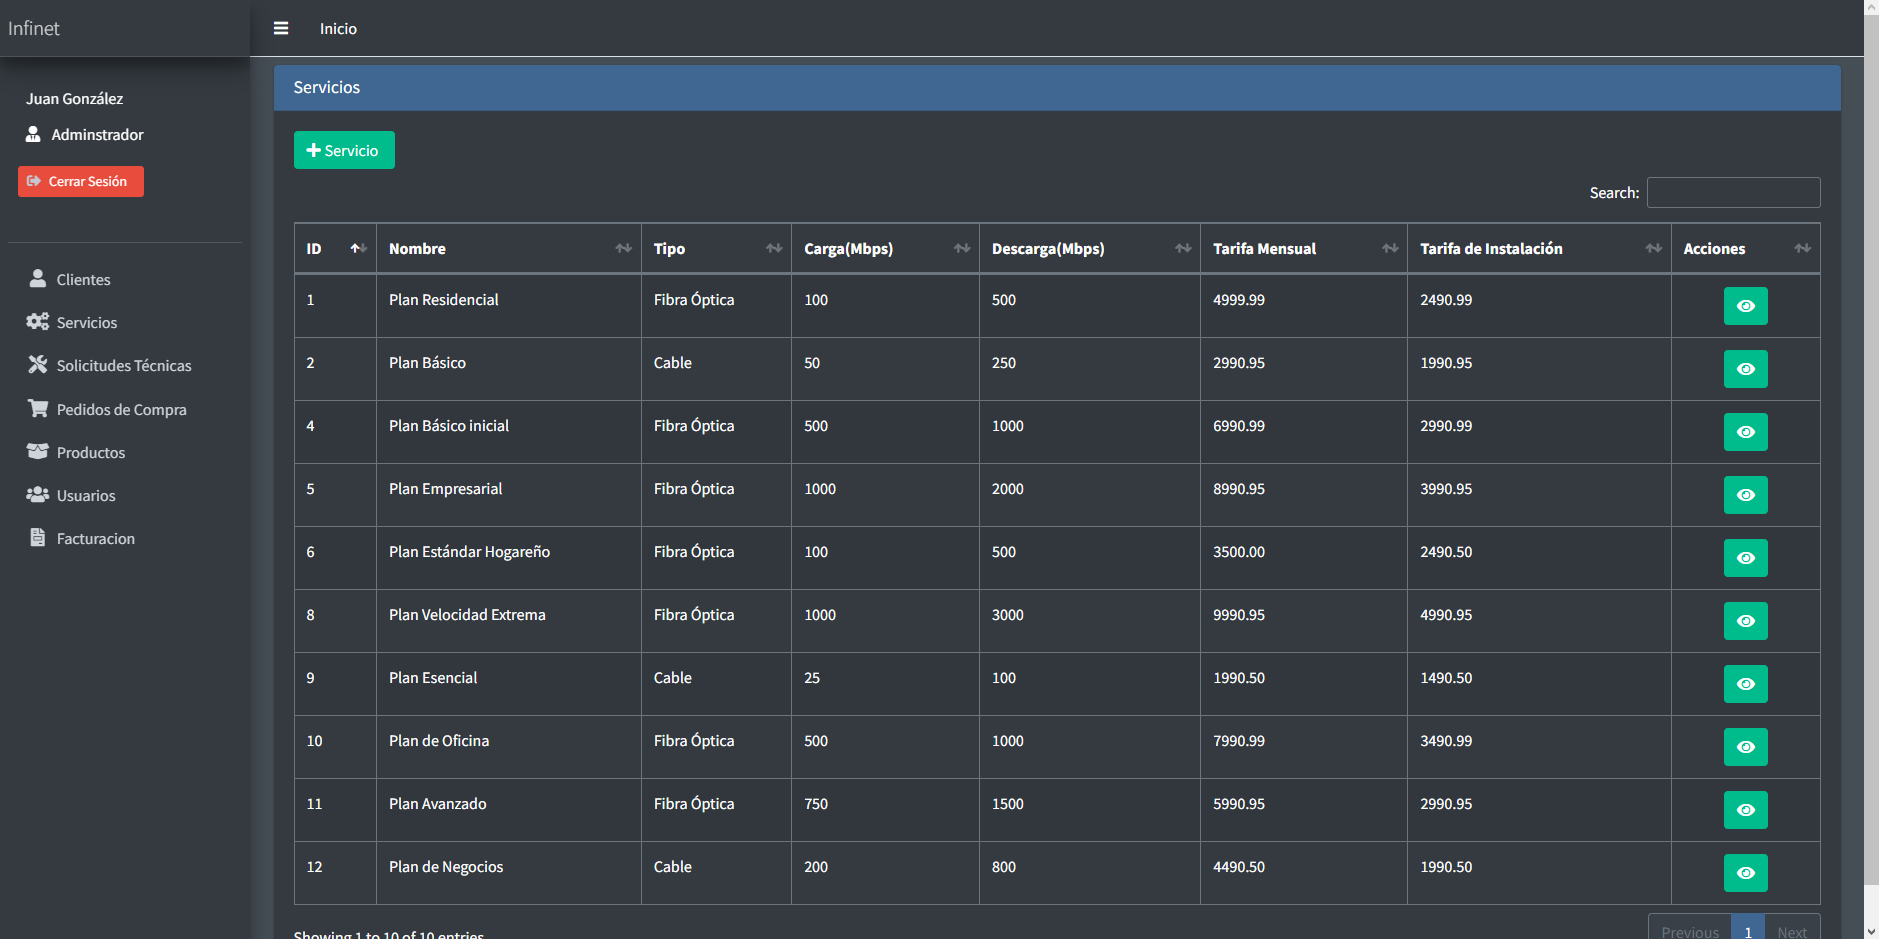 Infinet
Inicio
Juan González
Adminstrador
Cerrar Sesión
Clientes
Servicios
Solicitudes Técnicas
Pedidos de Compra
Productos
Usuarios
Facturacion
Servicios
Servicio
Search:
ID Nombre Tipo Carga(Mbps) Descarga(Mbps) Tarifa Mensual Tarifa de Instalación Acciones
1 Plan Residencial Fibra Óptica 100 500 4999.99 2490.99
2 Plan Básico Cable 50 250 2990.95 1990.95
4 Plan Básico inicial Fibra Óptica 500 1000 6990.99 2990.99
5 Plan Empresarial Fibra Óptica 1000 2000 8990.95 3990.95
6 Plan Estándar Hogareño Fibra Óptica 100 500 3500.00 2490.50
8 Plan Velocidad Extrema Fibra Óptica 1000 3000 9990.95 4990.95
9 Plan Esencial Cable 25 100 1990.50 1490.50
10 Plan de Oficina Fibra Óptica 500 1000 7990.99 3490.99
11 Plan Avanzado Fibra Óptica 750 1500 5990.95 2990.95
12 Plan de Negocios Cable 200 800 4490.50 1990.50
Showing 1 to 10 of 10 entries
Previous 1 Next